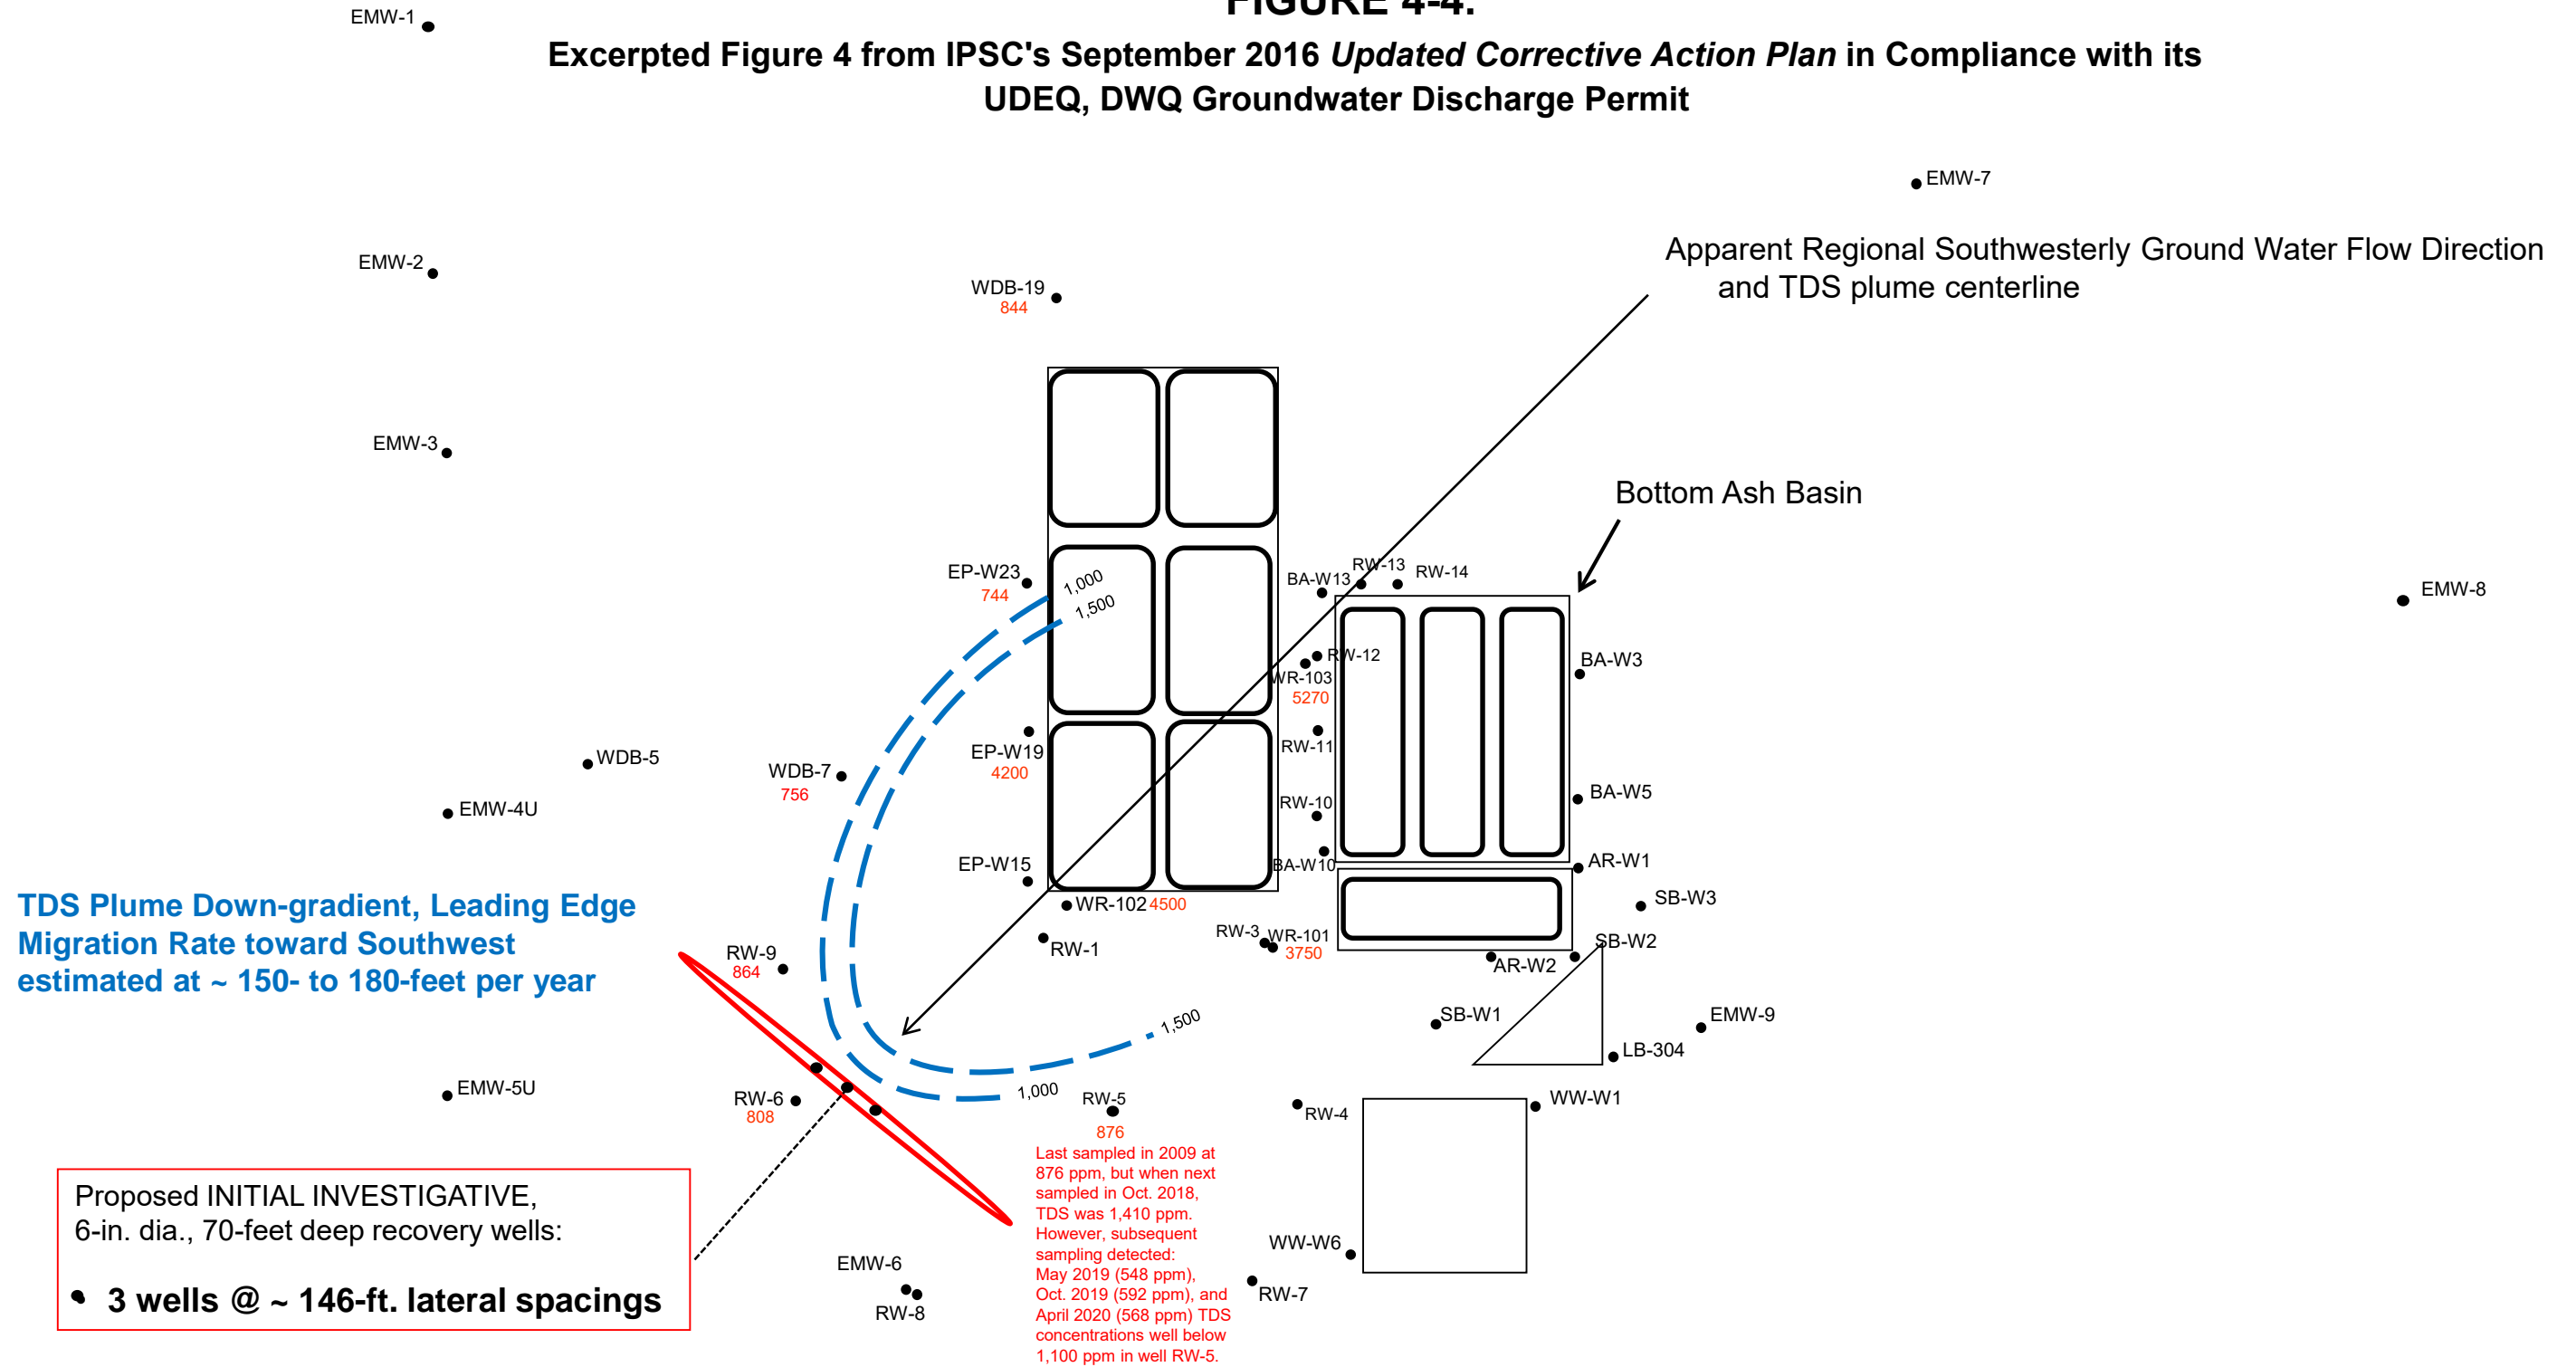 FIGURE 4-4.
Excerpted Figure 4 from IPSC's September 2016 Updated Corrective Action Plan in Compliance with its
UDEQ, DWQ Groundwater Discharge Permit
EMW-1
EMW-7
Apparent Regional Southwesterly Ground Water Flow Direction
and TDS plume centerline
EMW-2
WDB-19
844
EMW-3
Bottom Ash Basin
EP-W23
744
1,000
1,500
BA-W13
RW-13
RW-14
EMW-8
RW-12
WR-103
5270
BA-W3
EP-W19
4200
RW-11
WDB-5
WDB-7
756
RW-10
BA-W5
EMW-4U
EP-W15
BA-W10
AR-W1
WR-102 4500
SB-W3
TDS Plume Down-gradient, Leading Edge
Migration Rate toward Southwest
estimated at ~ 150- to 180-feet per year
RW-9
864
RW-1
RW-3
WR-101
3750
SB-W2
AR-W2
1,500
SB-W1
EMW-9
LB-304
EMW-5U
RW-6
808
1,000
RW-5
876
RW-4
WW-W1
Last sampled in 2009 at
876 ppm, but when next
sampled in Oct. 2018,
TDS was 1,410 ppm.
However, subsequent
sampling detected:
May 2019 (548 ppm),
Oct. 2019 (592 ppm), and
April 2020 (568 ppm) TDS
concentrations well below
1,100 ppm in well RW-5.
Proposed INITIAL INVESTIGATIVE,
6-in. dia., 70-feet deep recovery wells:
• 3 wells @ ~ 146-ft. lateral spacings
EMW-6
RW-8
WW-W6
RW-7